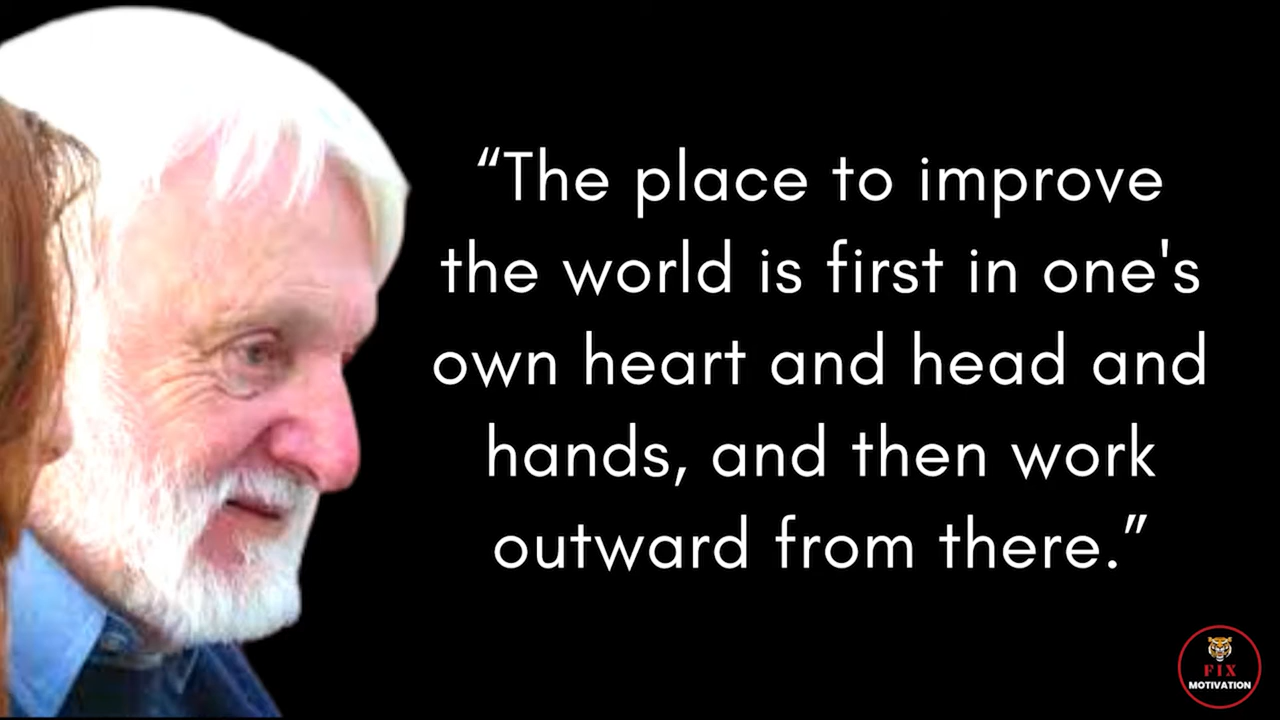 “The place to improve
the world is first in one's
own heart and head and
hands, and then work
outward from there.”
FIX
MOTIVATION